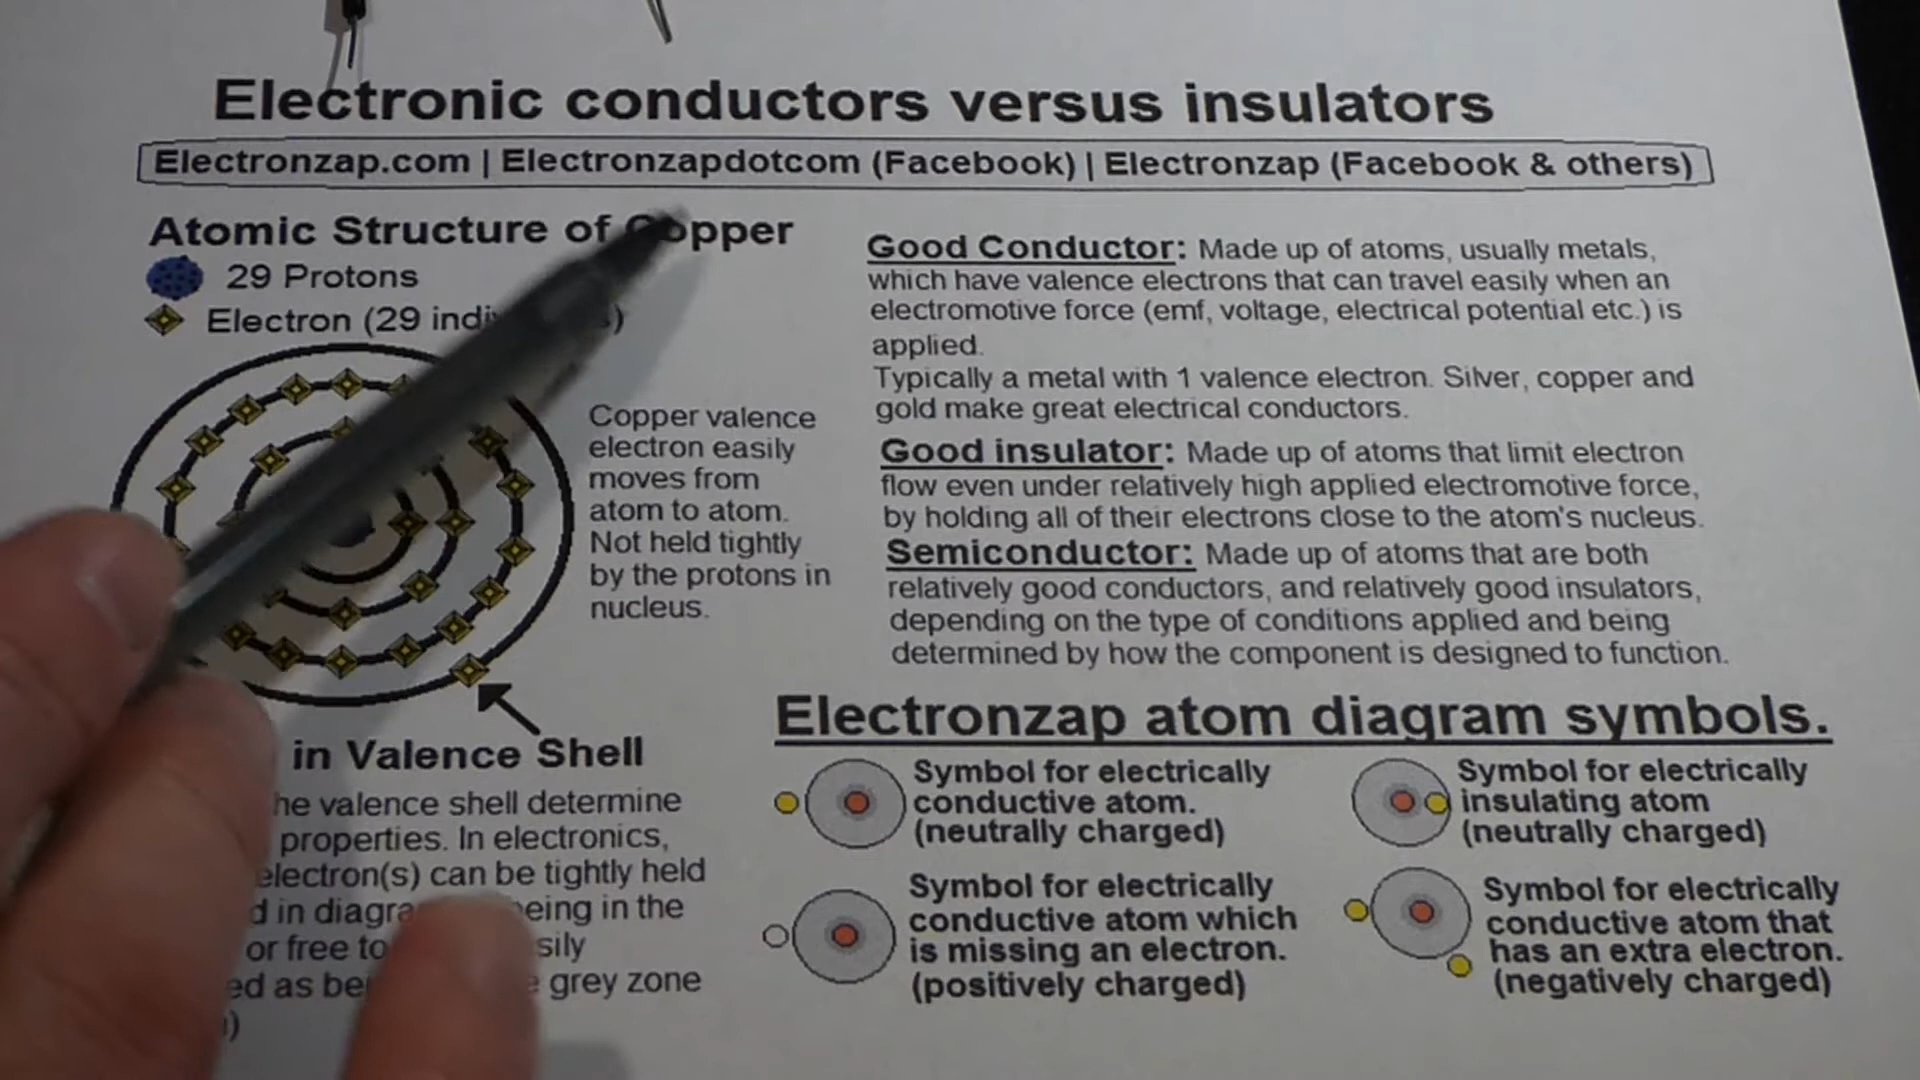 Electronic conductors versus insulators
Electronzap.com | Electronzapdotcom (Facebook) | Electronzap (Facebook & others)
Atomic Structure of Copper
29 Protons
Electron (29
Copper valence
electron easily
moves from
atom to atom.
Not held tightly
by the protons in
nucleus.
in Valence Shell
valence shell determine
properties. In electronics,
electron(s) can be tightly held
in being in the
or free to
as grey zone
Good Conductor: Made up of atoms, usually metals,
which have valence electrons that can travel easily when an
electromotive force (emf, voltage, electrical potential etc.) is
applied.
Typically a metal with 1 valence electron. Silver, copper and
gold make great electrical conductors.
Good insulator: Made up of atoms that limit electron
flow even under relatively high applied electromotive force,
by holding all of their electrons close to the atom's nucleus.
Semiconductor: Made up of atoms that are both
relatively good conductors, and relatively good insulators,
depending on the type of conditions applied and being
determined by how the component is designed to function.
Electronzap atom diagram symbols.
Symbol for electrically
conductive atom.
(neutrally charged)
Symbol for electrically
insulating atom
(neutrally charged)
Symbol for electrically
conductive atom which
is missing an electron.
(positively charged)
Symbol for electrically
conductive atom that
has an extra electron.
(negatively charged)